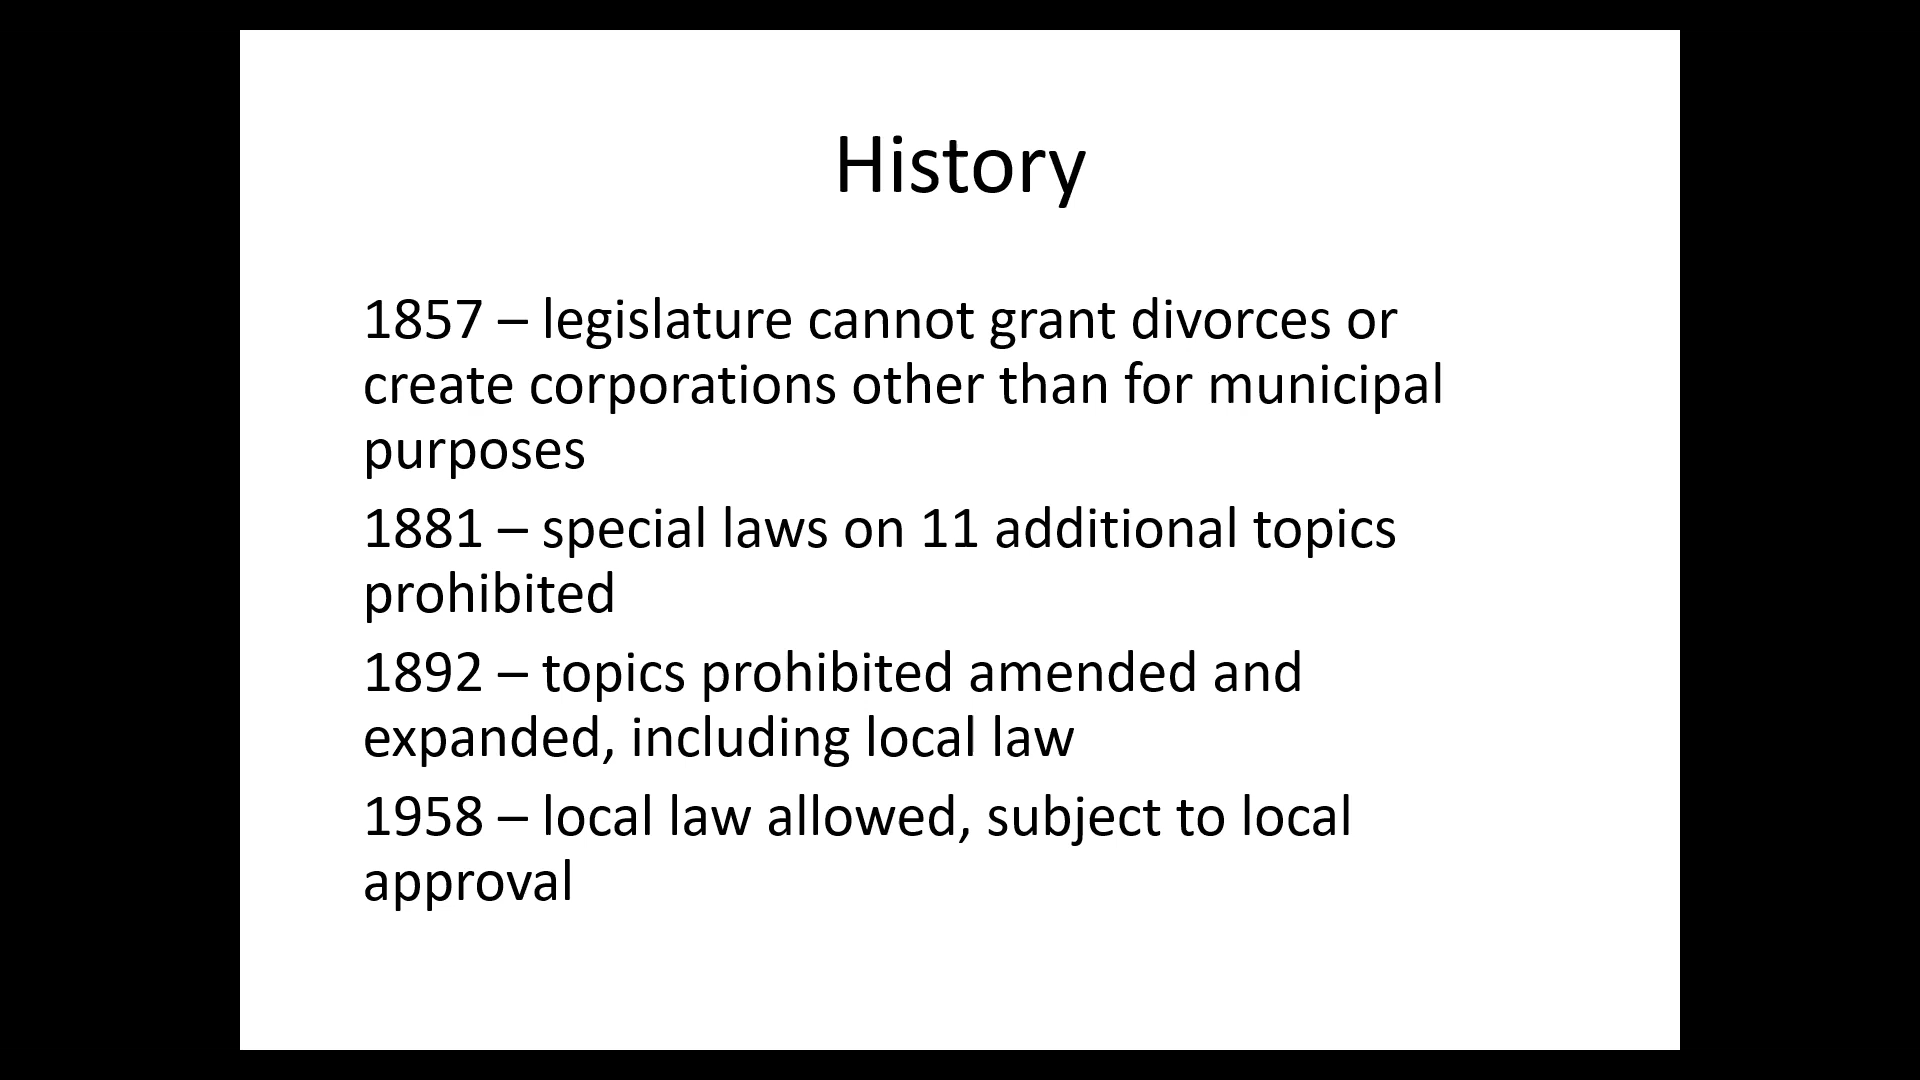 History
1857 – legislature cannot grant divorces or
create corporations other than for municipal
purposes
1881 – special laws on 11 additional topics
prohibited
1892 – topics prohibited amended and
expanded, including local law
1958 – local law allowed, subject to local
approval